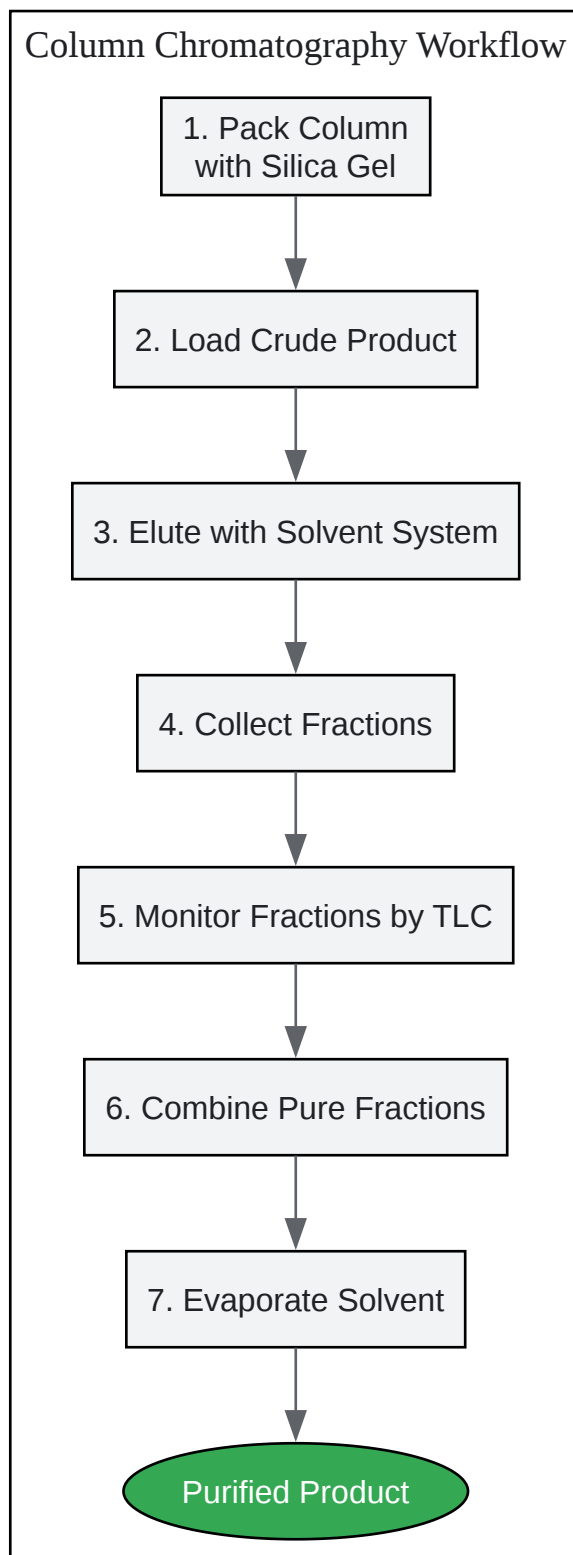 Column Chromatography Workflow
1. Pack Column
with Silica Gel
2. Load Crude Product
3. Elute with Solvent System
4. Collect Fractions
5. Monitor Fractions by TLC
6. Combine Pure Fractions
7. Evaporate Solvent
Purified Product